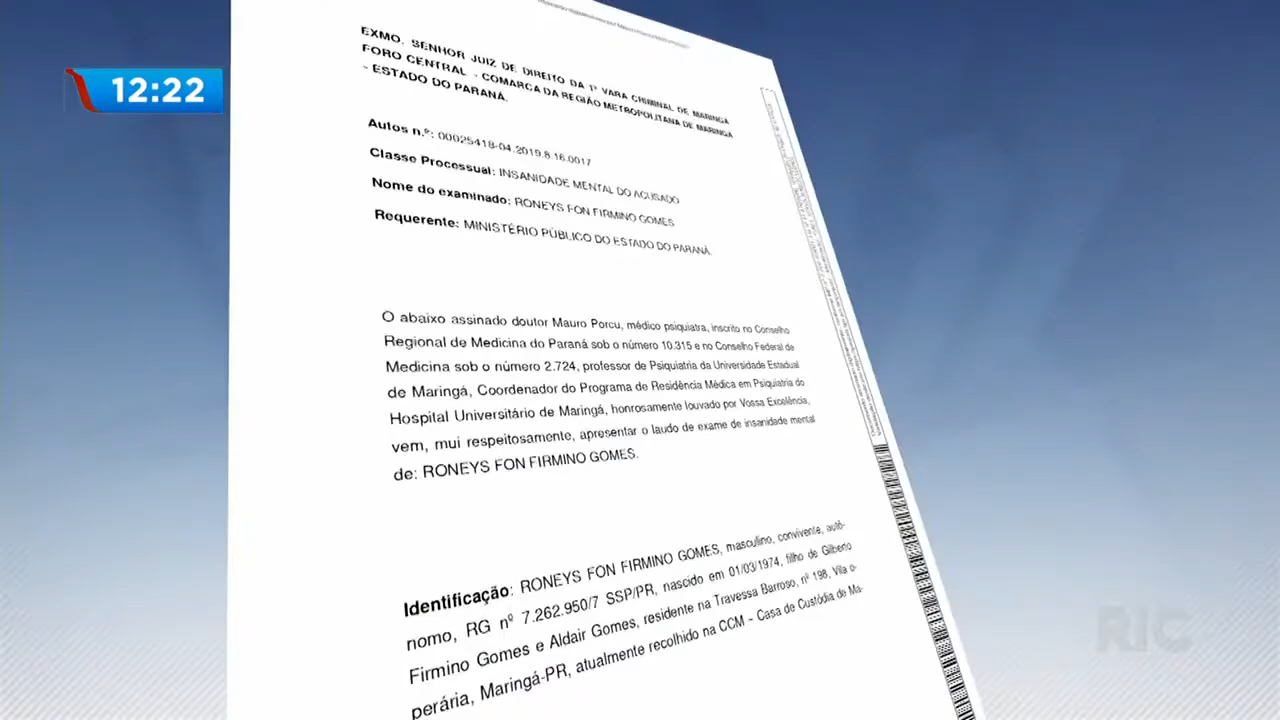 12:22
EXMO. SENHOR JUIZ DE DIREITO DA 1ª VARA CRIMINAL DE MARINGÁ
FORO CENTRAL - COMARCA DA REGIÃO METROPOLITANA DE MARINGÁ
- ESTADO DO PARANÁ.
Autos n.º: 00025418-04.2019.8.16.0017
Classe Processual: INSANIDADE MENTAL DO ACUSADO
Nome do examinado: RONEYS FON FIRMINO GOMES
Requerente: MINISTÉRIO PÚBLICO DO ESTADO DO PARANÁ
O abaixo assinado doutor Mauro Porcu, médico psiquiatra, inscrito no Conselho
Regional de Medicina do Paraná sob o número 10.315 e no Conselho Federal de
Medicina sob o número 2.724, professor de Psiquiatria da Universidade Estadual
de Maringá, Coordenador do Programa de Residência Médica em Psiquiatria do
Hospital Universitário de Maringá, honrosamente louvado por Vossa Excelência,
vem, mui respeitosamente, apresentar o laudo de exame de insanidade mental
de: RONEYS FON FIRMINO GOMES.
Identificação: RONEYS FON FIRMINO GOMES, masculino, convivente, autô-
nomo, RG nº 7.262.950/7 SSP/PR, nascido em 01/03/1974, filho de Gilberto
Firmino Gomes e Aldair Gomes, residente na Travessa Barroso, nº 198, Vila o-
perária, Maringá-PR, atualmente recolhido na CCM - Casa de Custódia de Ma-
RIC